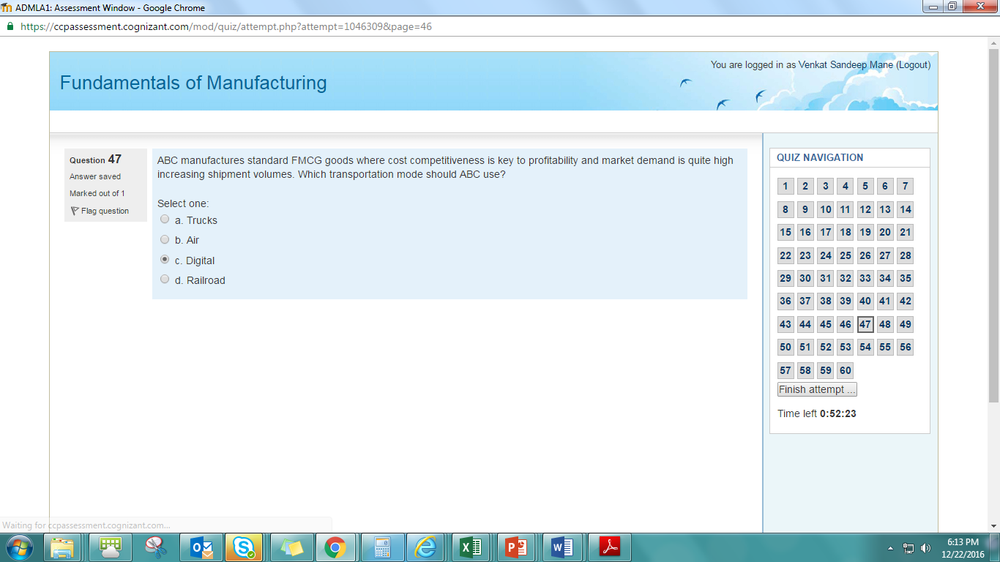 ADMLA1: Assessment Window - Google Chrome
https://ccpassessment.cognizant.com/mod/quiz/attempt.php?attempt=1046309&page=46
You are logged in as Venkat Sandeep Mane (Logout)
Fundamentals of Manufacturing
Question 47
Answer saved
Marked out of 1
Flag question
ABC manufactures standard FMCG goods where cost competitiveness is key to profitability and market demand is quite high
increasing shipment volumes. Which transportation mode should ABC use?
Select one:
a. Trucks
b. Air
c. Digital
d. Railroad
QUIZ NAVIGATION
1 2 3 4 5 6 7
8 9 10 11 12 13 14
15 16 17 18 19 20 21
22 23 24 25 26 27 28
29 30 31 32 33 34 35
36 37 38 39 40 41 42
43 44 45 46 47 48 49
50 51 52 53 54 55 56
57 58 59 60
Finish attempt ...
Time left 0:52:23
Waiting for ccpassessment.cognizant.com...
6:13 PM
12/22/2016